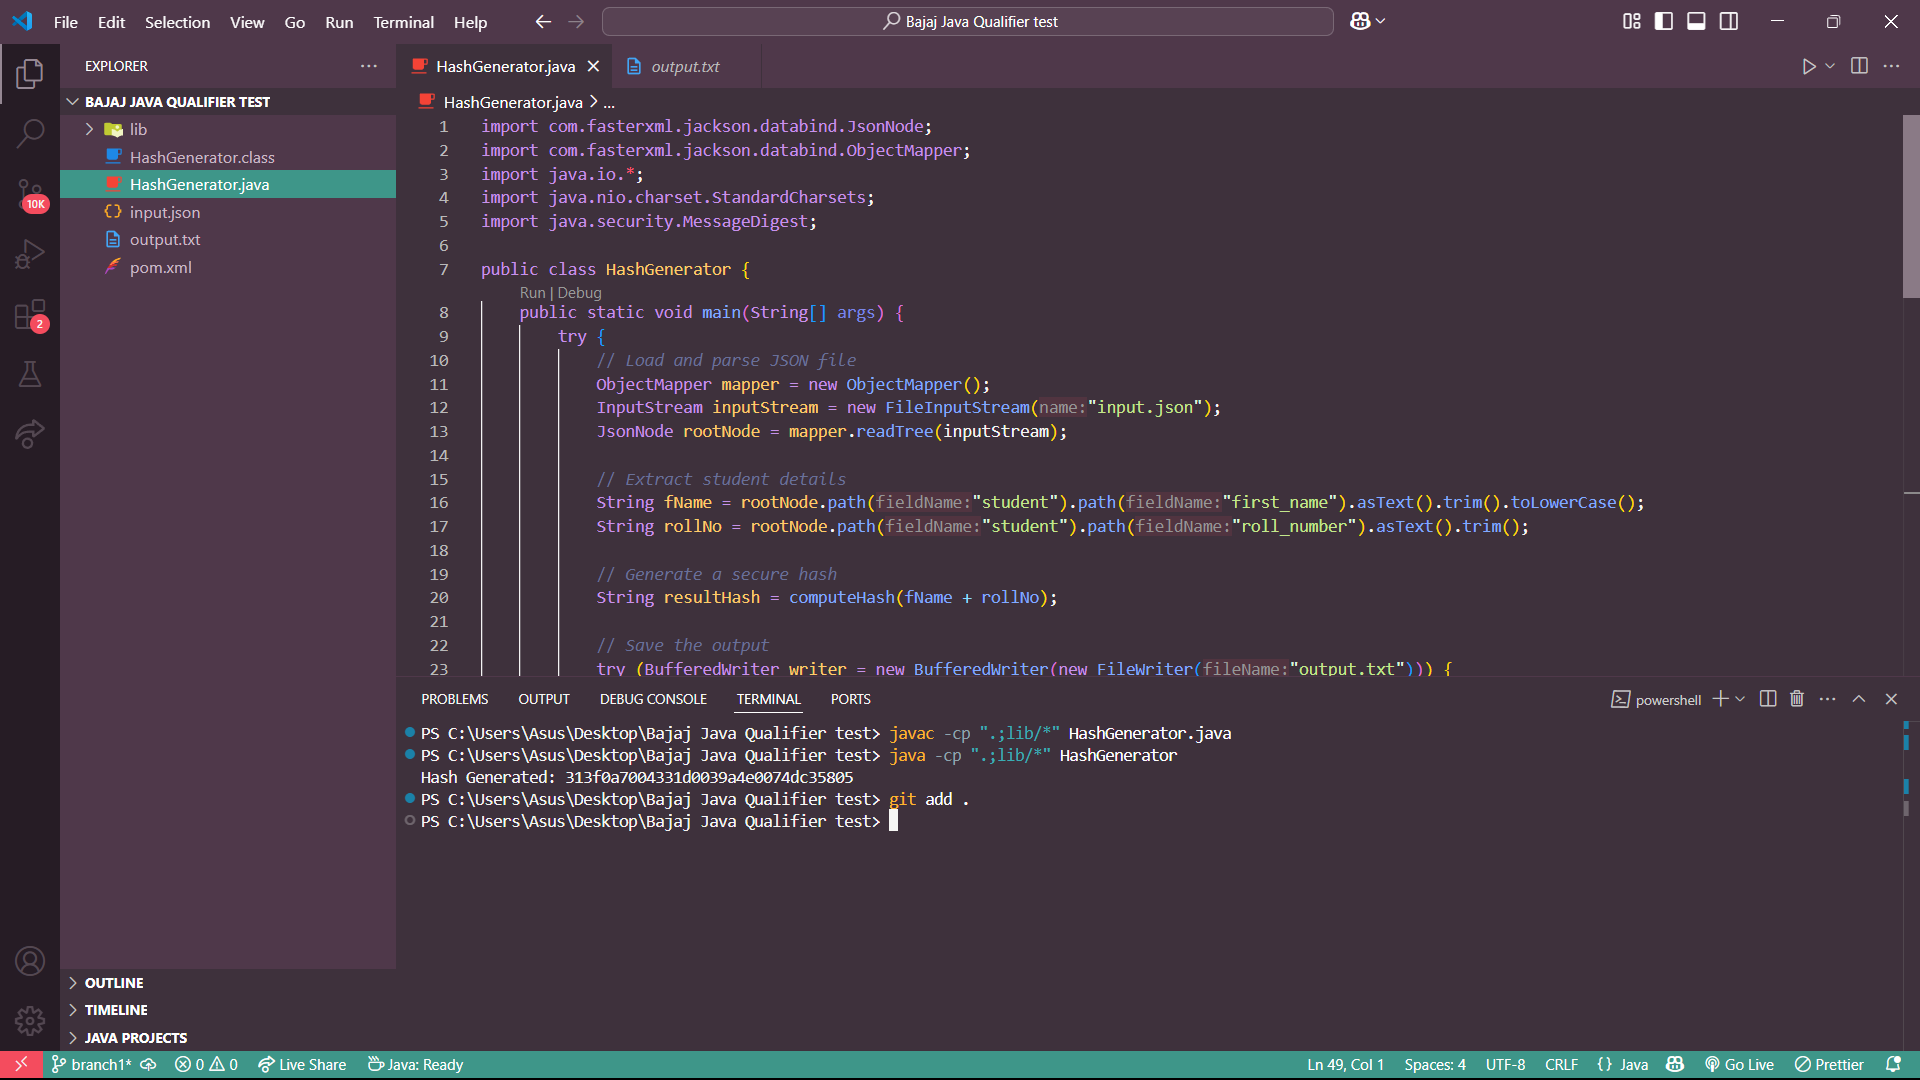 File Edit Selection View Go Run Terminal Help
Bajaj Java Qualifier test
EXPLORER
BAJAJ JAVA QUALIFIER TEST
lib
HashGenerator.class
HashGenerator.java
input.json
output.txt
pom.xml
10K
2
OUTLINE
TIMELINE
JAVA PROJECTS
HashGenerator.java output.txt
HashGenerator.java > ...
1 import com.fasterxml.jackson.databind.JsonNode;
2 import com.fasterxml.jackson.databind.ObjectMapper;
3 import java.io.*;
4 import java.nio.charset.StandardCharsets;
5 import java.security.MessageDigest;
6
7 public class HashGenerator {
Run | Debug
8 public static void main(String[] args) {
9 try {
10 // Load and parse JSON file
11 ObjectMapper mapper = new ObjectMapper();
12 InputStream inputStream = new FileInputStream(name:"input.json");
13 JsonNode rootNode = mapper.readTree(inputStream);
14
15 // Extract student details
16 String fName = rootNode.path(fieldName:"student").path(fieldName:"first_name").asText().trim().toLowerCase();
17 String rollNo = rootNode.path(fieldName:"student").path(fieldName:"roll_number").asText().trim();
18
19 // Generate a secure hash
20 String resultHash = computeHash(fName + rollNo);
21
22 // Save the output
23 try (BufferedWriter writer = new BufferedWriter(new FileWriter(fileName:"output.txt"))) {
PROBLEMS OUTPUT DEBUG CONSOLE TERMINAL PORTS
powershell
PS C:\Users\Asus\Desktop\Bajaj Java Qualifier test> javac -cp ".;lib/*" HashGenerator.java
PS C:\Users\Asus\Desktop\Bajaj Java Qualifier test> java -cp ".;lib/*" HashGenerator
Hash Generated: 313f0a7004331d0039a4e0074dc35805
PS C:\Users\Asus\Desktop\Bajaj Java Qualifier test> git add .
PS C:\Users\Asus\Desktop\Bajaj Java Qualifier test>
branch1* 0 0 Live Share Java: Ready Ln 49, Col 1 Spaces: 4 UTF-8 CRLF {} Java Go Live Prettier